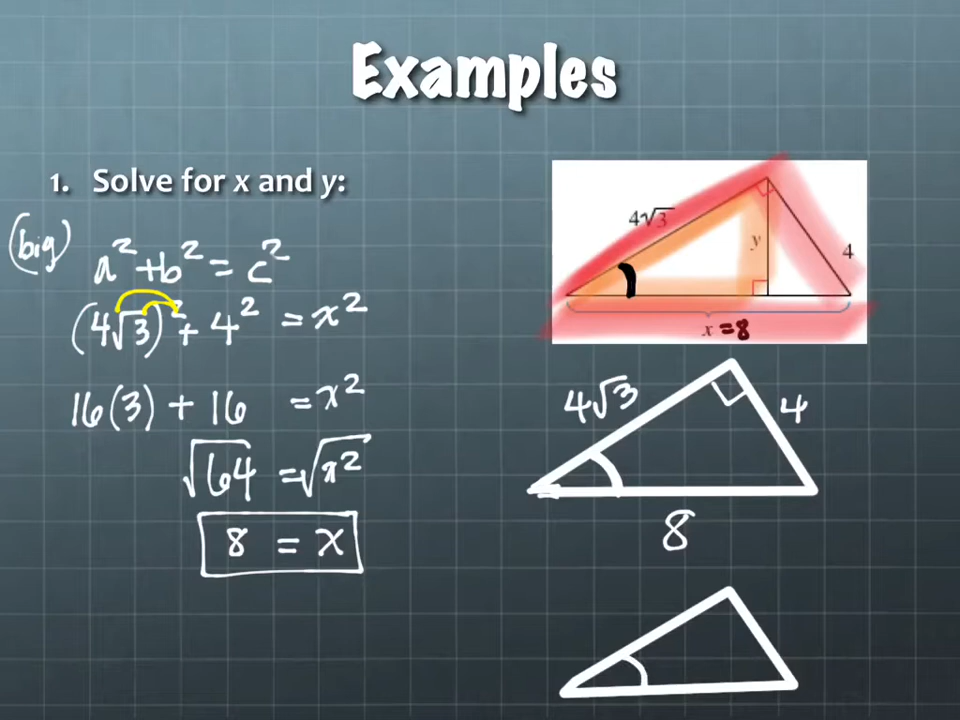 Examples
1. Solve for x and y:
(big)
a² + b² = c²
(4√3)² + 4² = x²
16(3) + 16 = x²
√64 = √x²
8 = x
4√3
y
4
x = 8
4√3
4
8